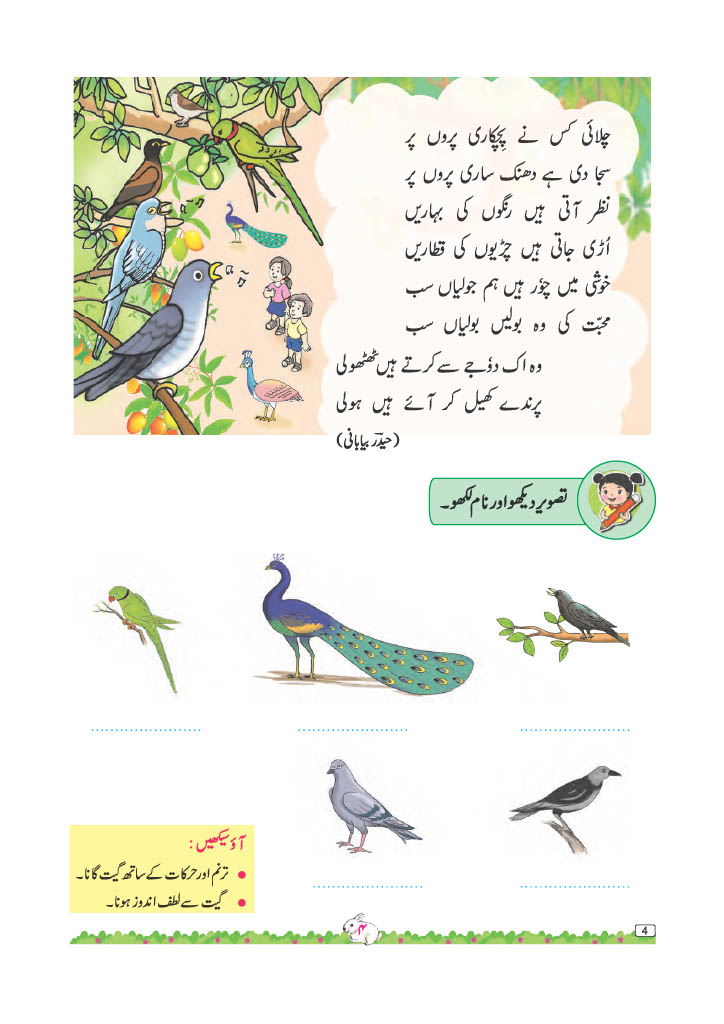 چلائی کس نے پچکاری پروں پر
سجا دی ہے دھنک ساری پروں پر
نظر آتی ہیں رنگوں کی بہاریں
اُڑی جاتی ہیں چڑیوں کی قطاریں
خوشی میں چوٗر ہیں ہم جولیاں سب
محبّت کی وہ بولیں بولیاں سب
وہ اک دوٗجے سے کرتے ہیں ٹھٹھولی
پرندے کھیل کر آئے ہیں ہولی
(حیدؔر بیابانی)
تصویر دیکھو اور نام لکھو۔
.....................
.....................
.....................
.....................
.....................
آؤ سیکھیں :
● ترنم اور حرکات کے ساتھ گیت گانا۔
● گیت سے لطف اندوز ہونا۔
۴
4